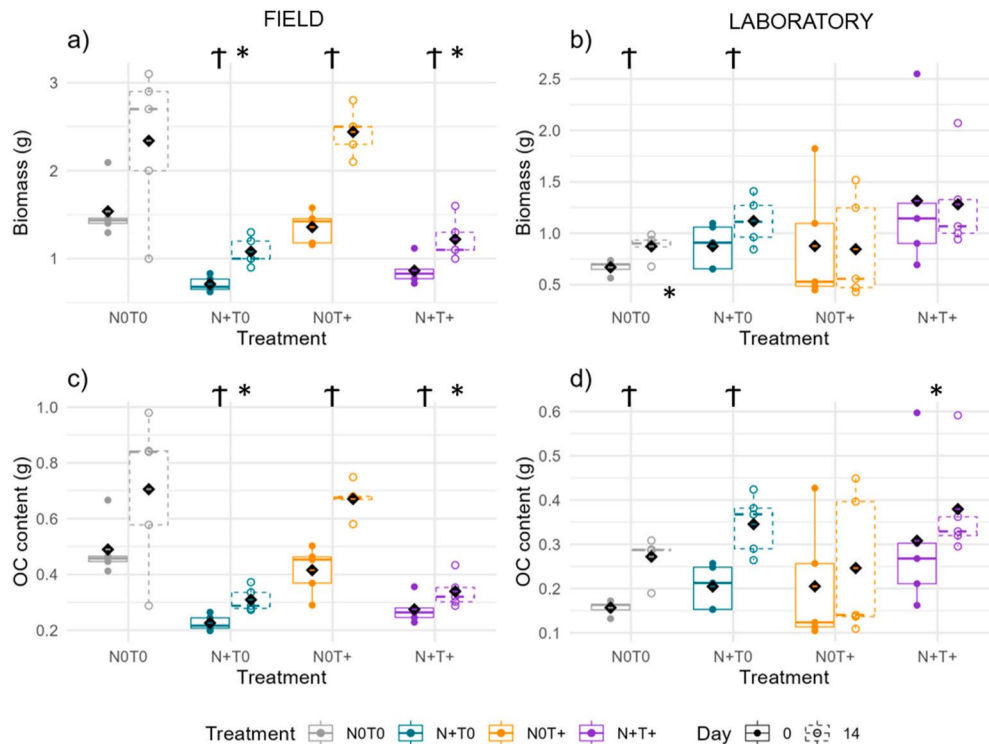 FIELD
LABORATORY
a)
† * † † *
b)
† †
Biomass (g)
3
2
1
N0T0 N+T0 N0T+ N+T+
Treatment
Biomass (g)
2.5
2.0
1.5
1.0
0.5
*
N0T0 N+T0 N0T+ N+T+
Treatment
c)
† * † † *
OC content (g)
1.0
0.8
0.6
0.4
0.2
N0T0 N+T0 N0T+ N+T+
Treatment
d)
† † *
OC content (g)
0.6
0.5
0.4
0.3
0.2
0.1
N0T0 N+T0 N0T+ N+T+
Treatment
Treatment N0T0 N+T0 N0T+ N+T+ Day 0 14